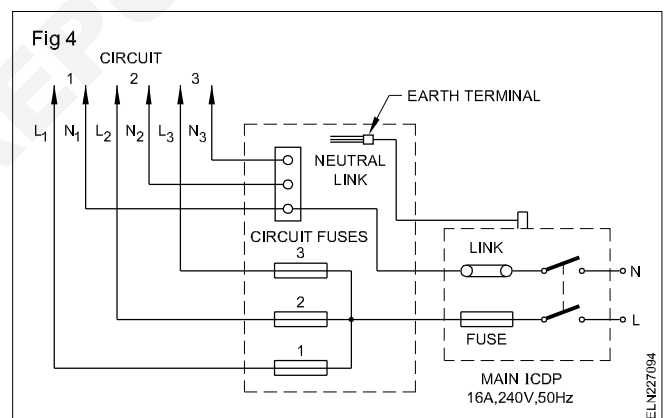 Fig 4
CIRCUIT
1 2 3
L1 N1 L2 N2 L3 N3
EARTH TERMINAL
NEUTRAL
LINK
CIRCUIT FUSES
3
2
1
LINK
N
L
FUSE
MAIN ICDP
16A,240V,50Hz
ELN227094